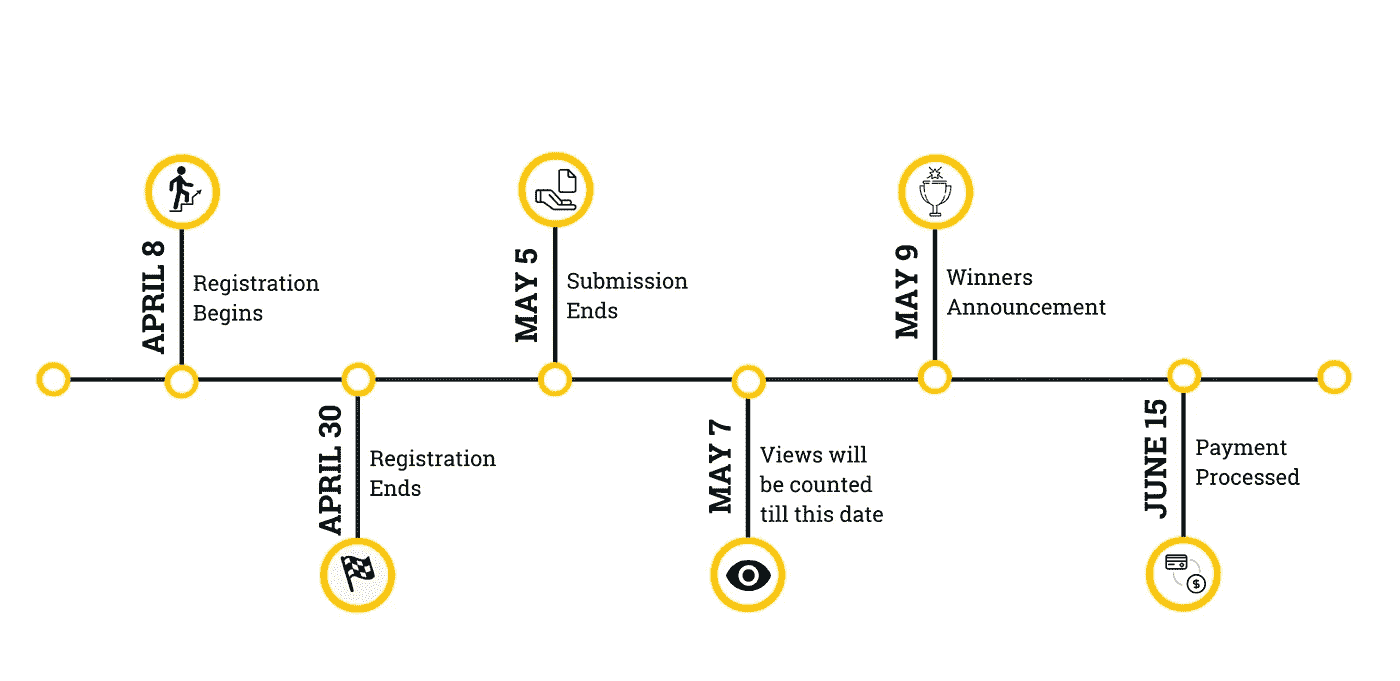 APRIL 8
Registration
Begins
APRIL 30
Registration
Ends
MAY 5
Submission
Ends
MAY 7
Views will
be counted
till this date
MAY 9
Winners
Announcement
JUNE 15
Payment
Processed
$